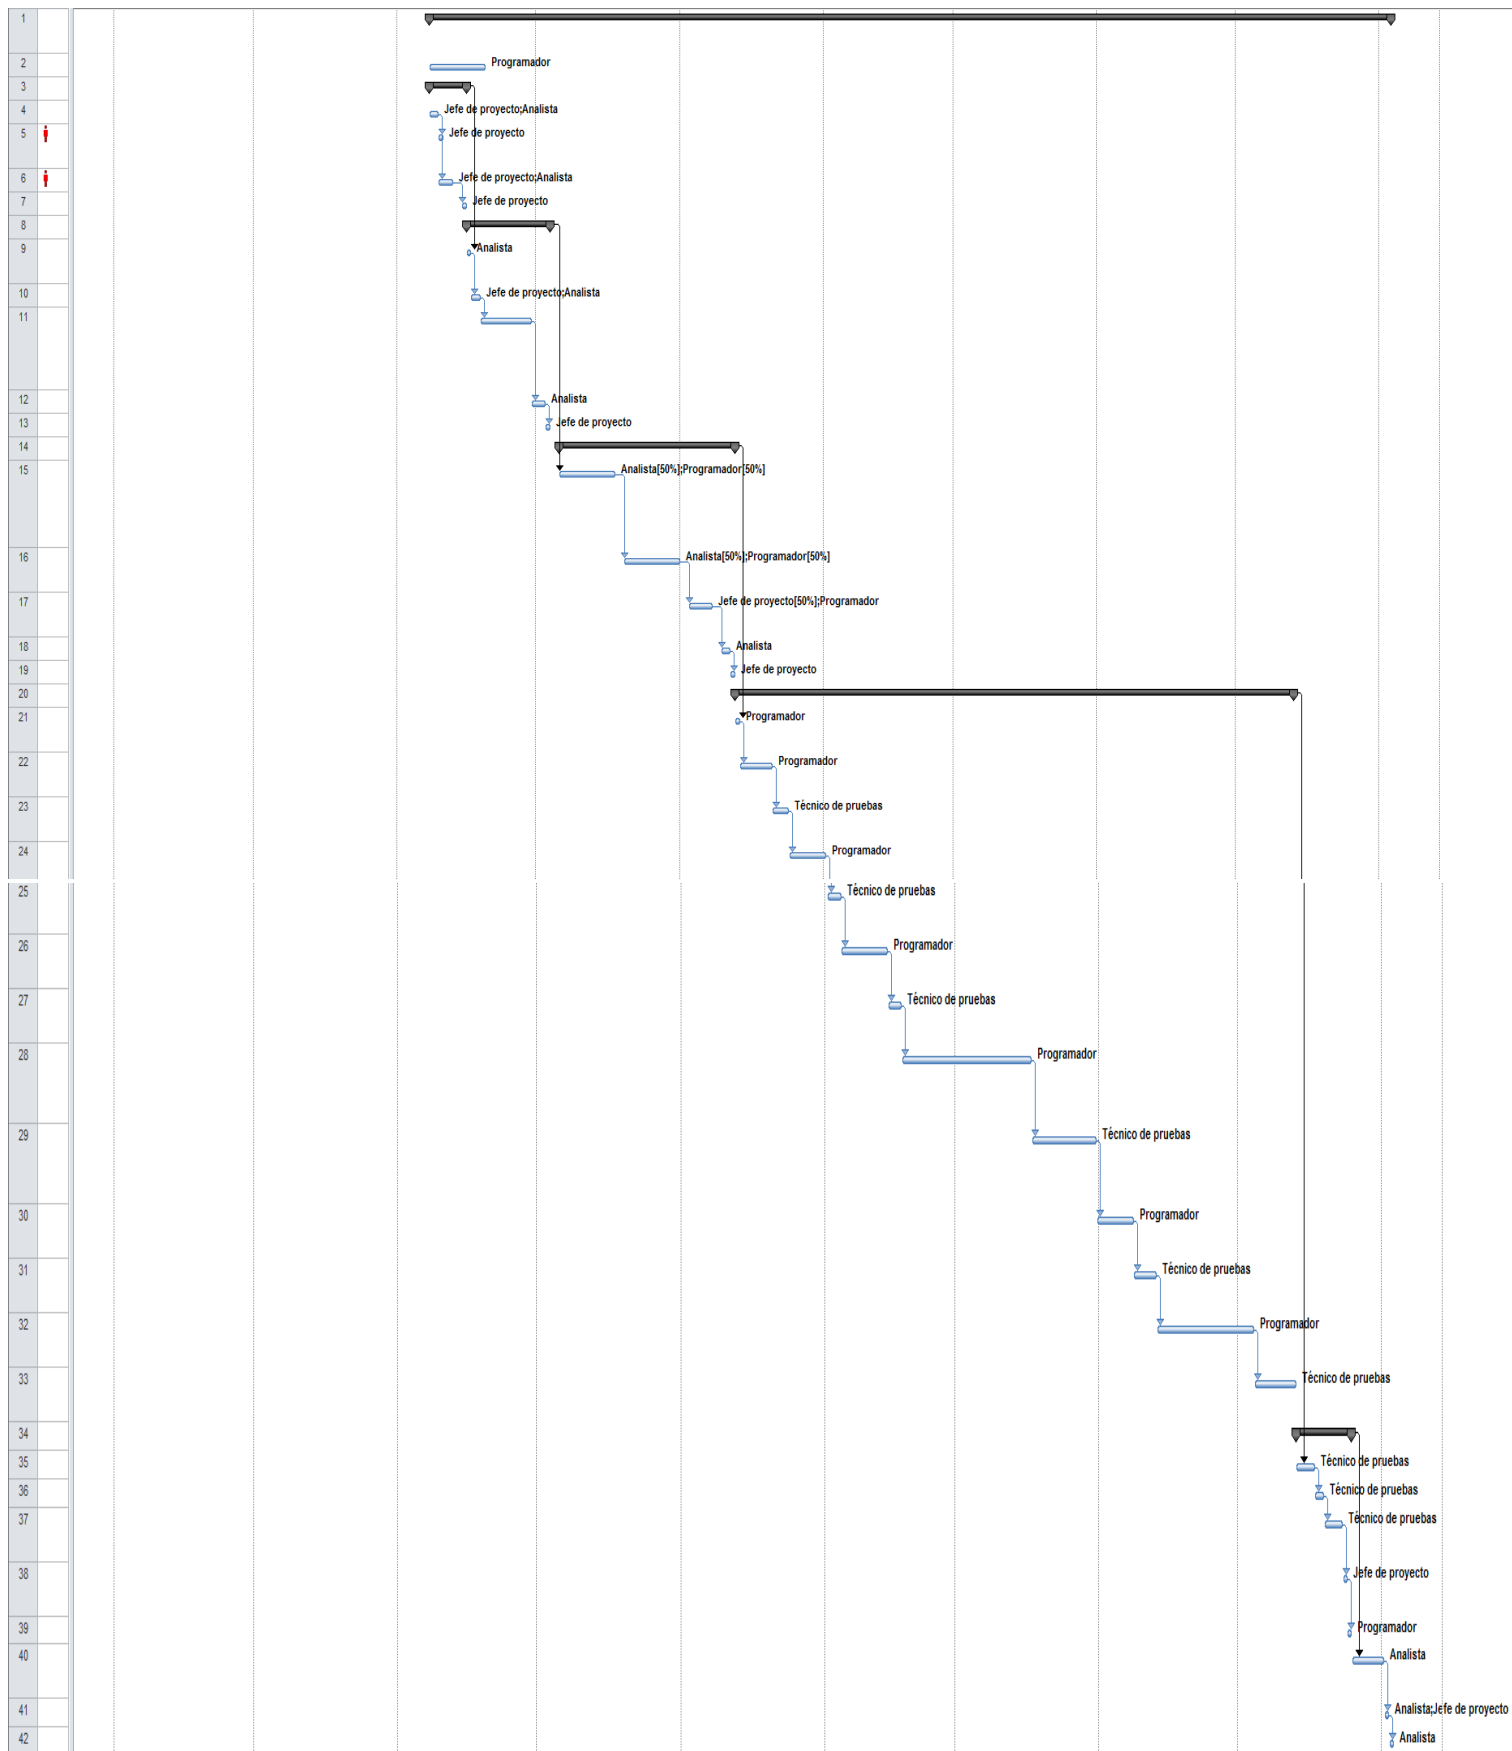 1
2 Programador
3
4 Jefe de proyecto;Analista
5 Jefe de proyecto
6 Jefe de proyecto;Analista
7 Jefe de proyecto
8
9 Analista
10 Jefe de proyecto;Analista
11
12 Analista
13 Jefe de proyecto
14
15 Analista[50%];Programador[50%]
16 Analista[50%];Programador[50%]
17 Jefe de proyecto[50%];Programador
18 Analista
19 Jefe de proyecto
20
21 Programador
22 Programador
23 Técnico de pruebas
24 Programador
25 Técnico de pruebas
26 Programador
27 Técnico de pruebas
28 Programador
29 Técnico de pruebas
30 Programador
31 Técnico de pruebas
32 Programador
33 Técnico de pruebas
34
35 Técnico de pruebas
36 Técnico de pruebas
37 Técnico de pruebas
38 Jefe de proyecto
39 Programador
40 Analista
41 Analista;Jefe de proyecto
42 Analista